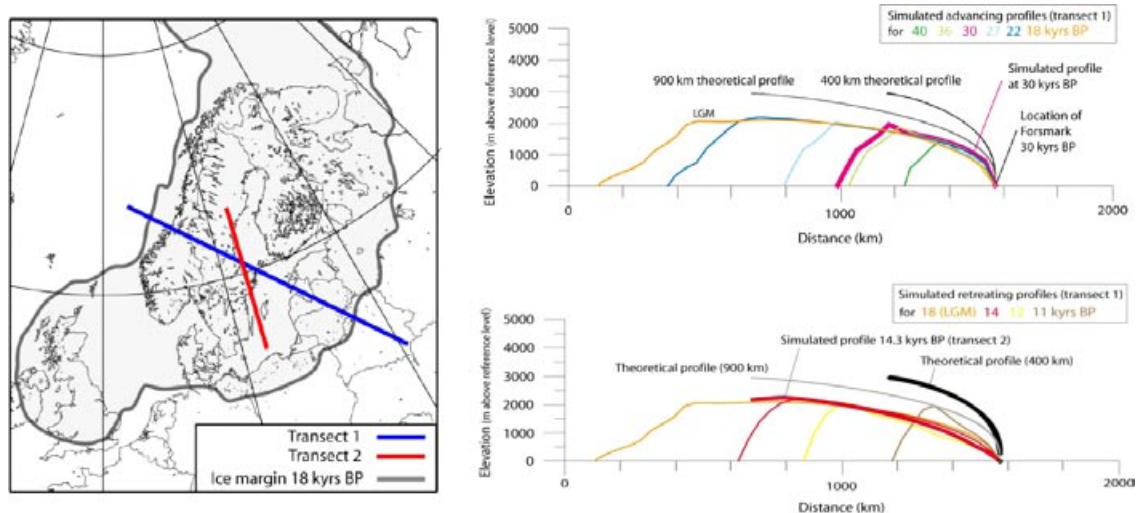 Transect 1
Transect 2
Ice margin 18 kyrs BP
Simulated advancing profiles (transect 1)
for 40 36 30 27 22 18 kyrs BP
Elevation (m above reference level)
5000
4000
3000
2000
1000
0
900 km theoretical profile
400 km theoretical profile
Simulated profile
at 30 kyrs BP
LGM
Location of
Forsmark
30 kyrs BP
0
1000
2000
Distance (km)
Simulated retreating profiles (transect 1)
for 18 (LGM) 14 12 11 kyrs BP
Elevation (m above reference level)
5000
4000
3000
2000
1000
0
Simulated profile 14.3 kyrs BP (transect 2)
Theoretical profile (900 km)
Theoretical profile (400 km)
0
1000
2000
Distance (km)